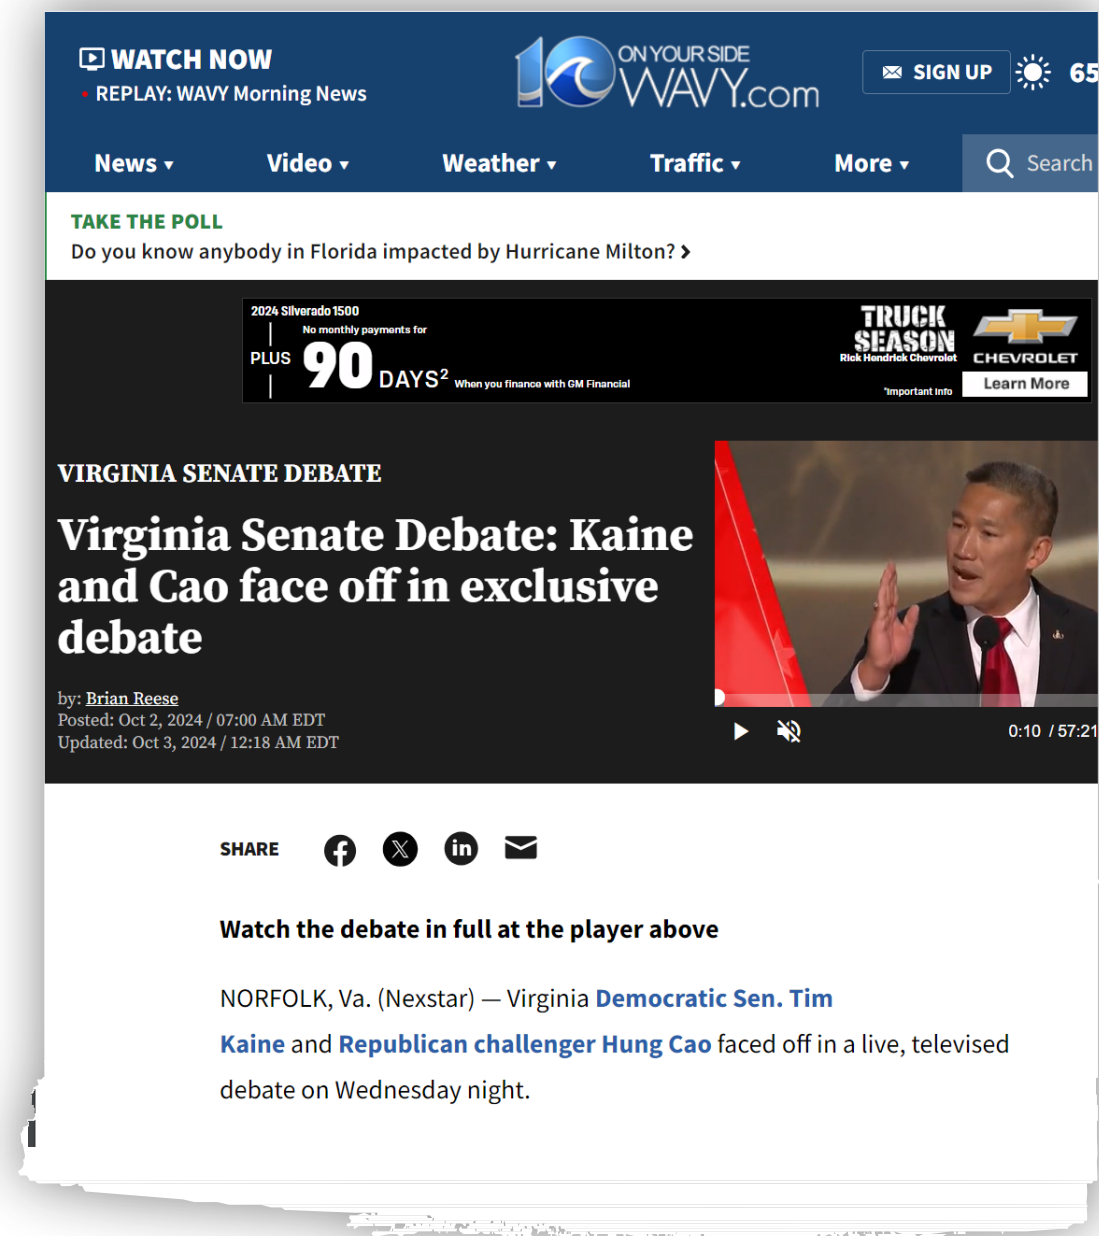 WATCH NOW
REPLAY: WAVY Morning News
10
ON YOUR SIDE
WAVY.com
SIGN UP
65
News
Video
Weather
Traffic
More
Search
TAKE THE POLL
Do you know anybody in Florida impacted by Hurricane Milton?
2024 Silverado 1500
No monthly payments for
PLUS
90 DAYS2 When you finance with GM Financial
TRUCK
SEASON
Rick Hendrick Chevrolet
*Important Info
CHEVROLET
Learn More
VIRGINIA SENATE DEBATE
Virginia Senate Debate: Kaine
and Cao face off in exclusive
debate
by: Brian Reese
Posted: Oct 2, 2024 / 07:00 AM EDT
Updated: Oct 3, 2024 / 12:18 AM EDT
0:10 / 57:21
SHARE
Watch the debate in full at the player above
NORFOLK, Va. (Nexstar) — Virginia Democratic Sen. Tim
Kaine and Republican challenger Hung Cao faced off in a live, televised
debate on Wednesday night.